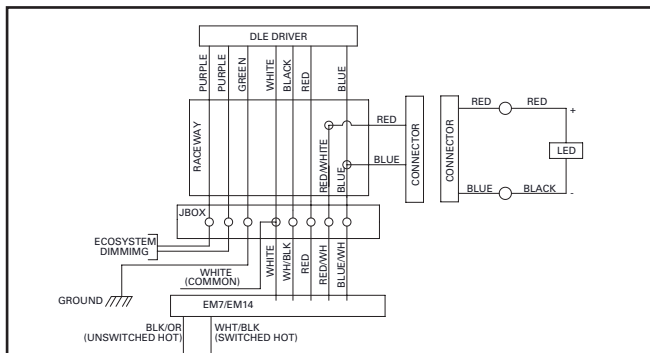 DLE DRIVER
PURPLE
PURPLE
GREEN
WHITE
BLACK
RED
BLUE
RACEWAY
RED/WHITE
BLUE
RED
BLUE
CONNECTOR
CONNECTOR
RED
RED
+
LED
BLUE
BLACK
-
JBOX
ECOSYSTEM
DIMMIMG
WHITE
(COMMON)
WHITE
WH/BLK
RED
RED/WH
BLUE/WH
GROUND
EM7/EM14
BLK/OR
(UNSWITCHED HOT)
WHT/BLK
(SWITCHED HOT)